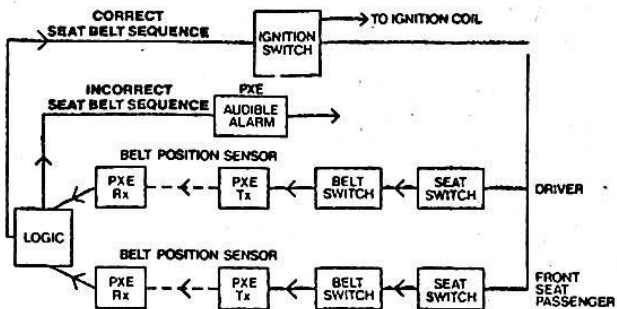 CORRECT
SEAT BELT SEQUENCE
IGNITION
SWITCH
TO IGNITION COIL
INCORRECT
SEAT BELT SEQUENCE
PXE
AUDIBLE
ALARM
BELT POSITION SENSOR
PXE
Rx
PXE
Tx
BELT
SWITCH
SEAT
SWITCH
DRIVER
LOGIC
BELT POSITION SENSOR
PXE
Rx
PXE
Tx
BELT
SWITCH
SEAT
SWITCH
FRONT
SEAT
PASSENGER